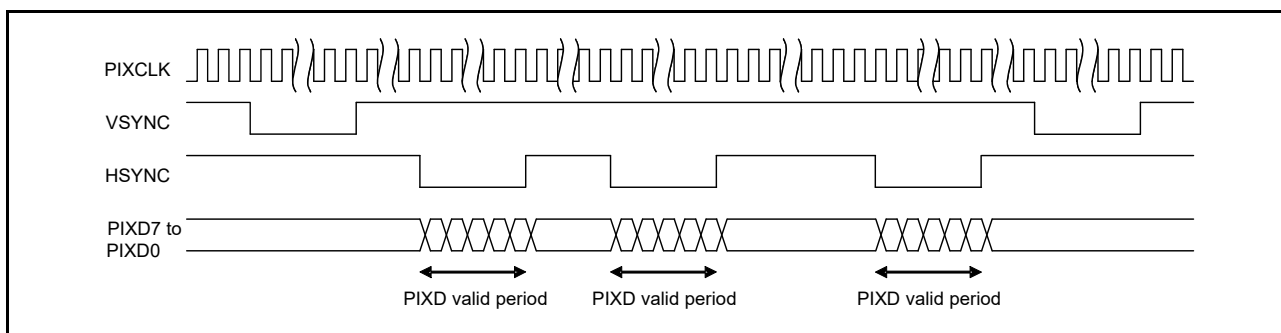 PIXCLK
VSYNC
HSYNC
PIXD7 to
PIXD0
PIXD valid period
PIXD valid period
PIXD valid period